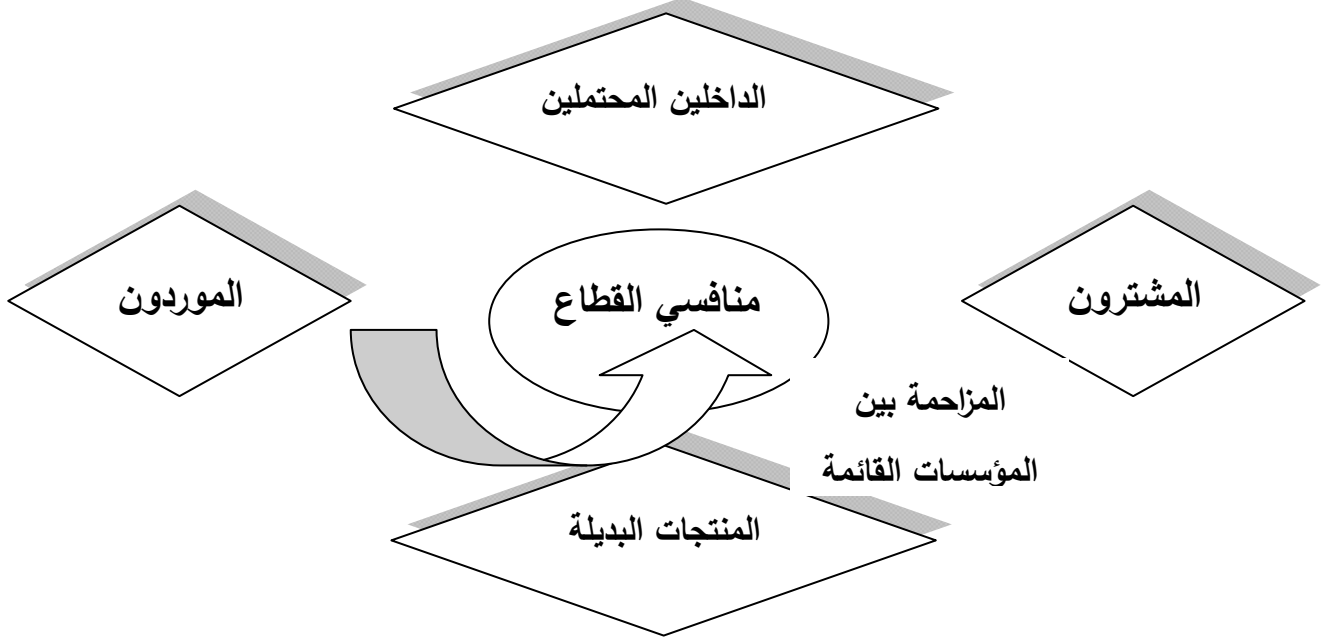 الداخلين المحتملين
المشترون
منافسي القطاع
الموردون
المزاحمة بين
المؤسسات القائمة
المنتجات البديلة